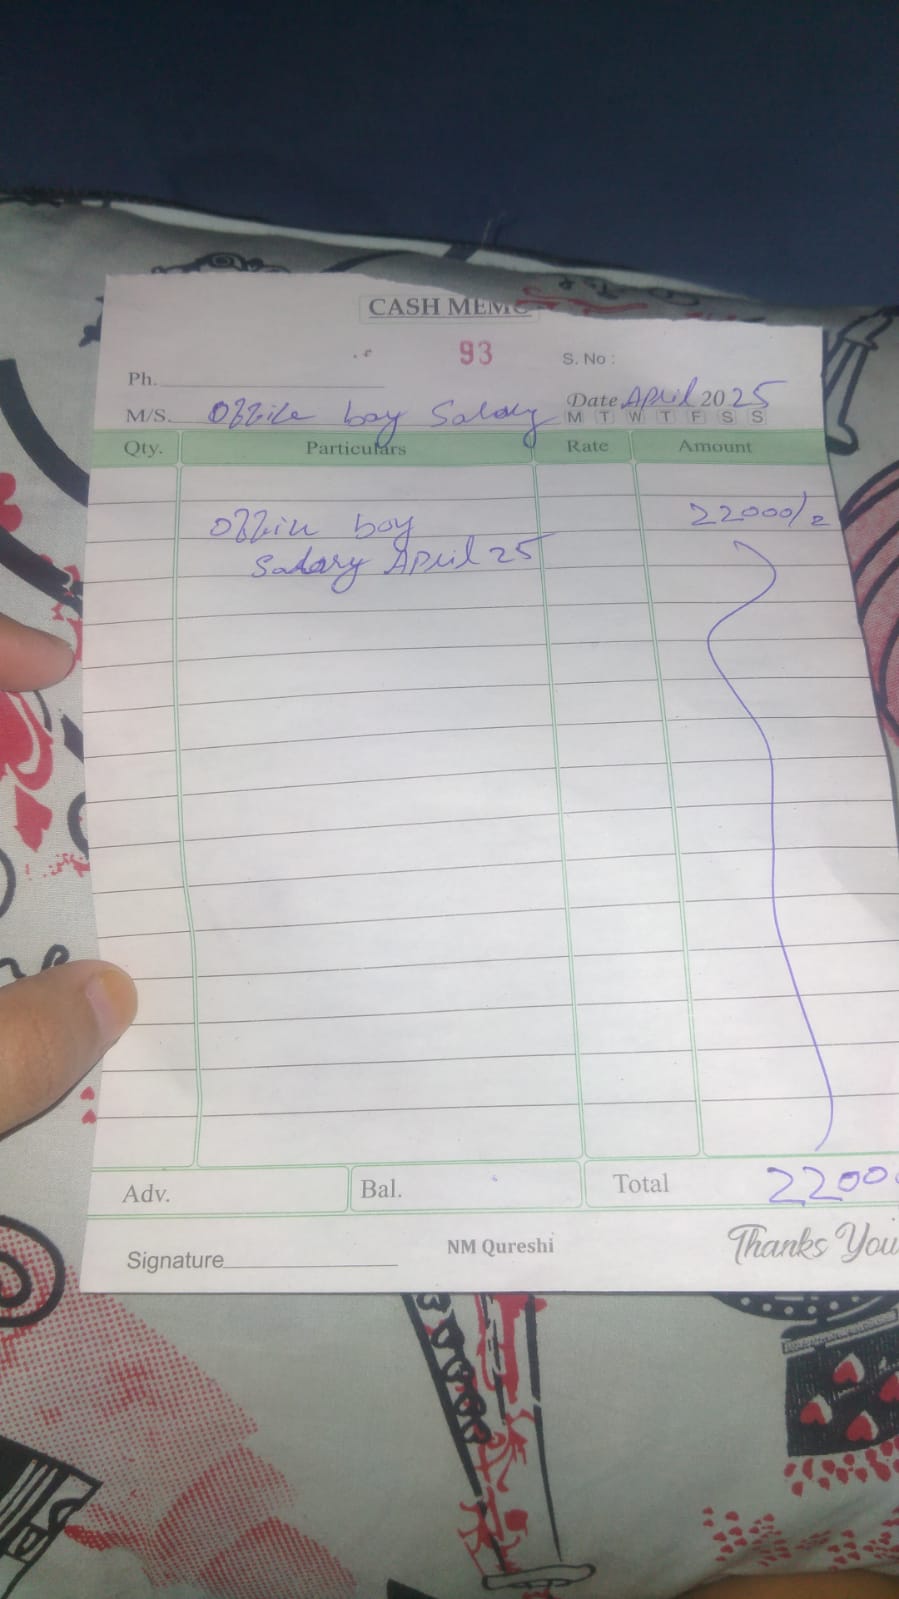 CASH MEMO
93
S. No :
Ph.
Date April 2025
M/S. Office boy Salary
M T W T F S S
Qty. Particulars Rate Amount
Office boy 22000/=
Salary April 25
Adv. Bal. Total 2200
Signature NM Qureshi Thanks You